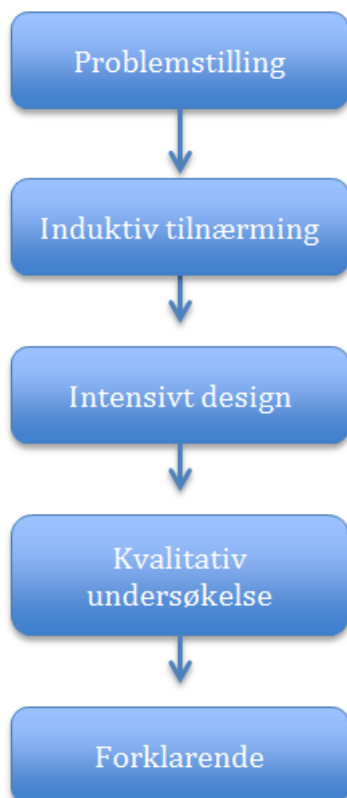 Problemstilling
Induktiv tilnærming
Intensivt design
Kvalitativ
undersøkelse
Forklarende